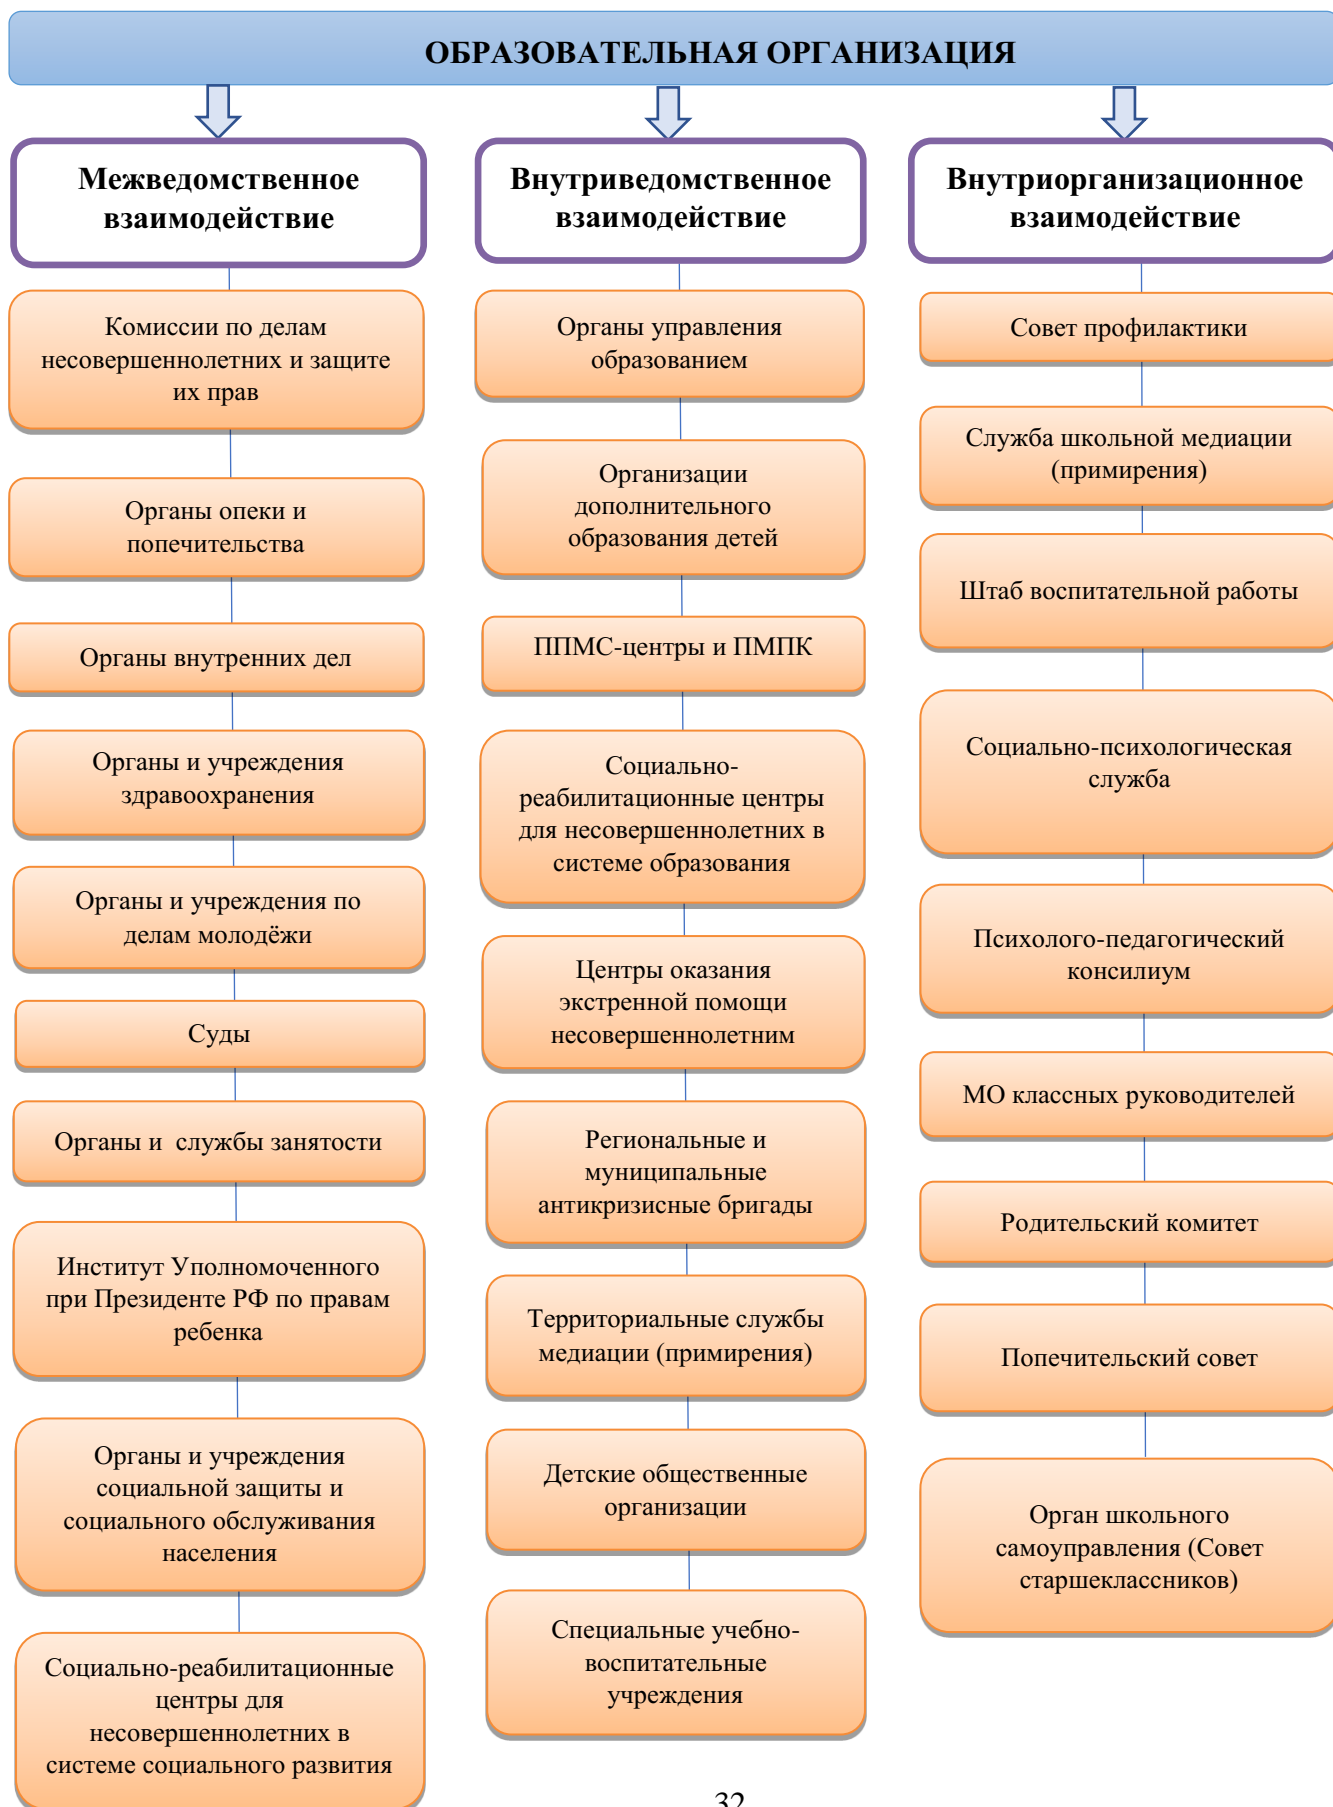 ОБРАЗОВАТЕЛЬНАЯ ОРГАНИЗАЦИЯ
Межведомственное
взаимодействие
Комиссии по делам
несовершеннолетних и защите
их прав
Органы опеки и
попечительства
Органы внутренних дел
Органы и учреждения
здравоохранения
Органы и учреждения по
делам молодёжи
Суды
Органы и службы занятости
Институт Уполномоченного
при Президенте РФ по правам
ребенка
Органы и учреждения
социальной защиты и
социального обслуживания
населения
Социально-реабилитационные
центры для
несовершеннолетних в
системе социального развития
Внутриведомственное
взаимодействие
Органы управления
образованием
Организации
дополнительного
образования детей
ППМС-центры и ПМПК
Социально-
реабилитационные центры
для несовершеннолетних в
системе образования
Центры оказания
экстренной помощи
несовершеннолетним
Региональные и
муниципальные
антикризисные бригады
Территориальные службы
медиации (примирения)
Детские общественные
организации
Специальные учебно-
воспитательные
учреждения
Внутриорганизационное
взаимодействие
Совет профилактики
Служба школьной медиации
(примирения)
Штаб воспитательной работы
Социально-психологическая
служба
Психолого-педагогический
консилиум
МО классных руководителей
Родительский комитет
Попечительский совет
Орган школьного
самоуправления (Совет
старшеклассников)
32